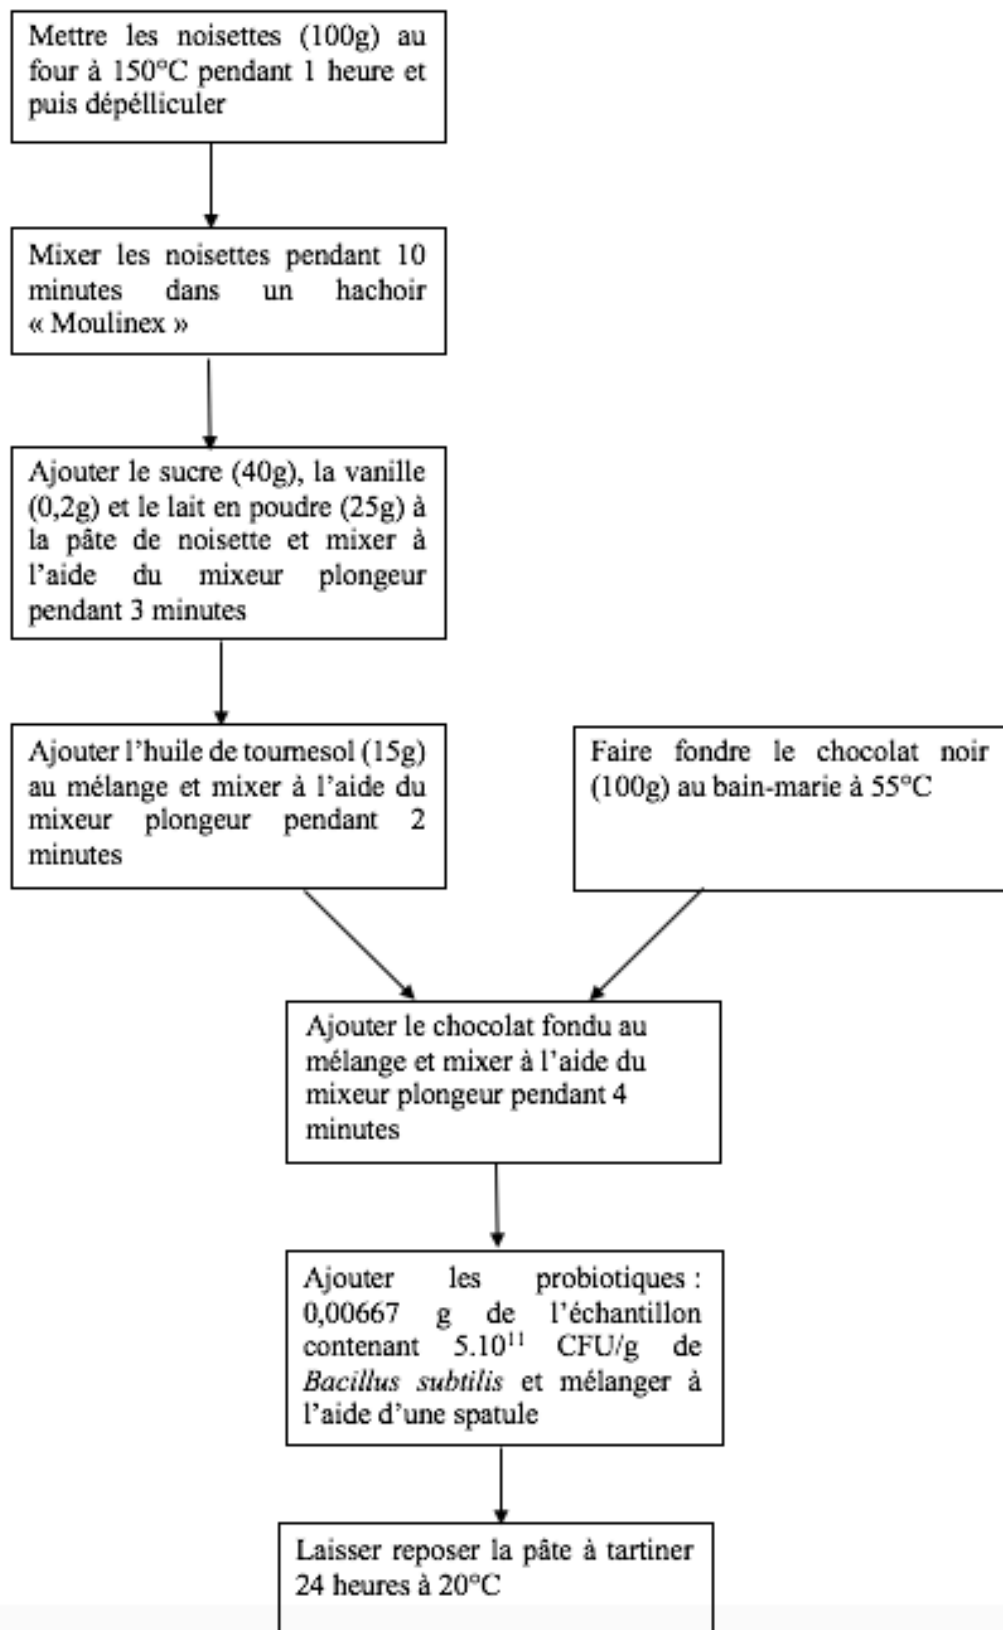 Mettre les noisettes (100g) au
four à 150°C pendant 1 heure et
puis dépélliculer
Mixer les noisettes pendant 10
minutes dans un hachoir
« Moulinex »
Ajouter le sucre (40g), la vanille
(0,2g) et le lait en poudre (25g) à
la pâte de noisette et mixer à
l’aide du mixeur plongeur
pendant 3 minutes
Ajouter l’huile de tournesol (15g)
au mélange et mixer à l’aide du
mixeur plongeur pendant 2
minutes
Faire fondre le chocolat noir
(100g) au bain-marie à 55°C
Ajouter le chocolat fondu au
mélange et mixer à l’aide du
mixeur plongeur pendant 4
minutes
Ajouter les probiotiques :
0,00667 g de l’échantillon
contenant 5.10¹¹ CFU/g de
Bacillus subtilis et mélanger à
l’aide d’une spatule
Laisser reposer la pâte à tartiner
24 heures à 20°C